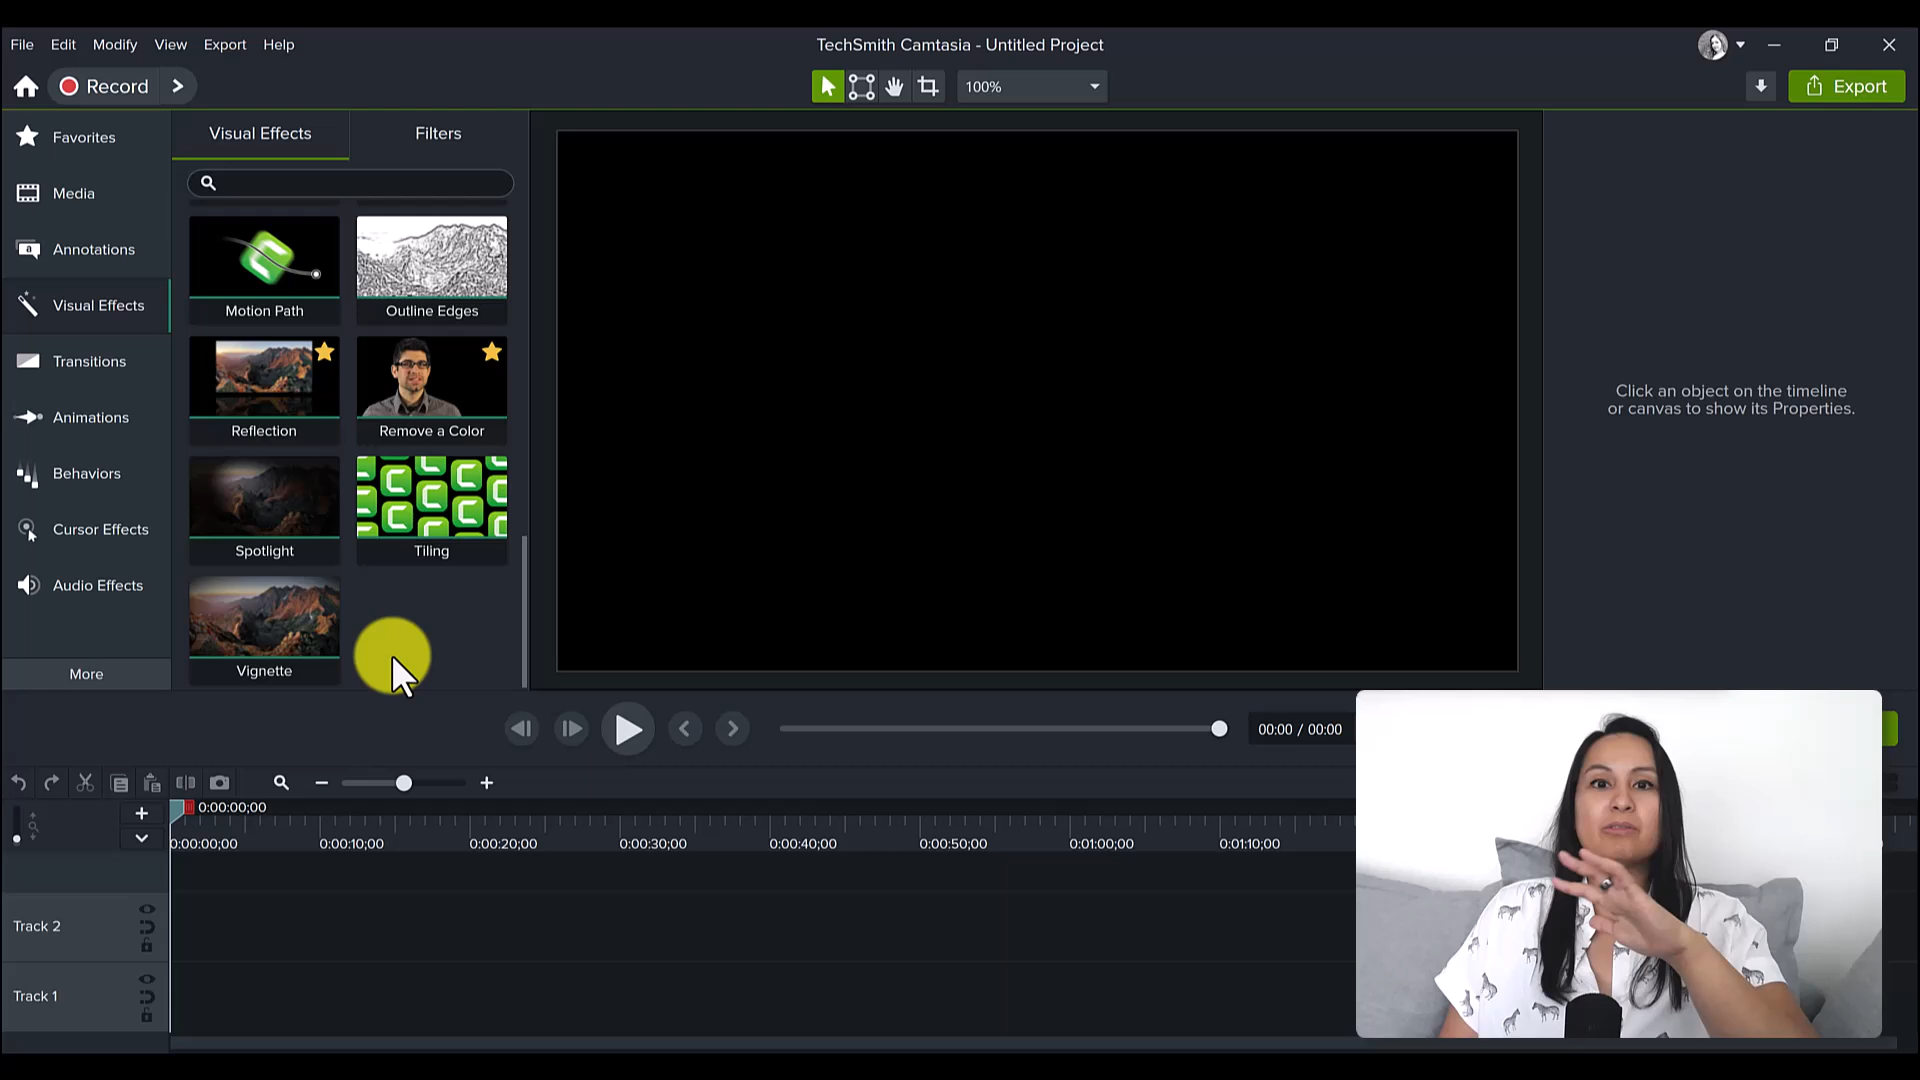 File Edit Modify View Export Help
TechSmith Camtasia - Untitled Project
Record
100%
Export
Favorites
Media
Annotations
Visual Effects
Transitions
Animations
Behaviors
Cursor Effects
Audio Effects
More
Visual Effects Filters
Motion Path Outline Edges
Reflection Remove a Color
Spotlight Tiling
Vignette
Click an object on the timeline
or canvas to show its Properties.
00:00 / 00:00
0:00:00;00
0:00:00;00 0:00:10;00 0:00:20;00 0:00:30;00 0:00:40;00 0:00:50;00 0:01:00;00 0:01:10;00
Track 2
Track 1